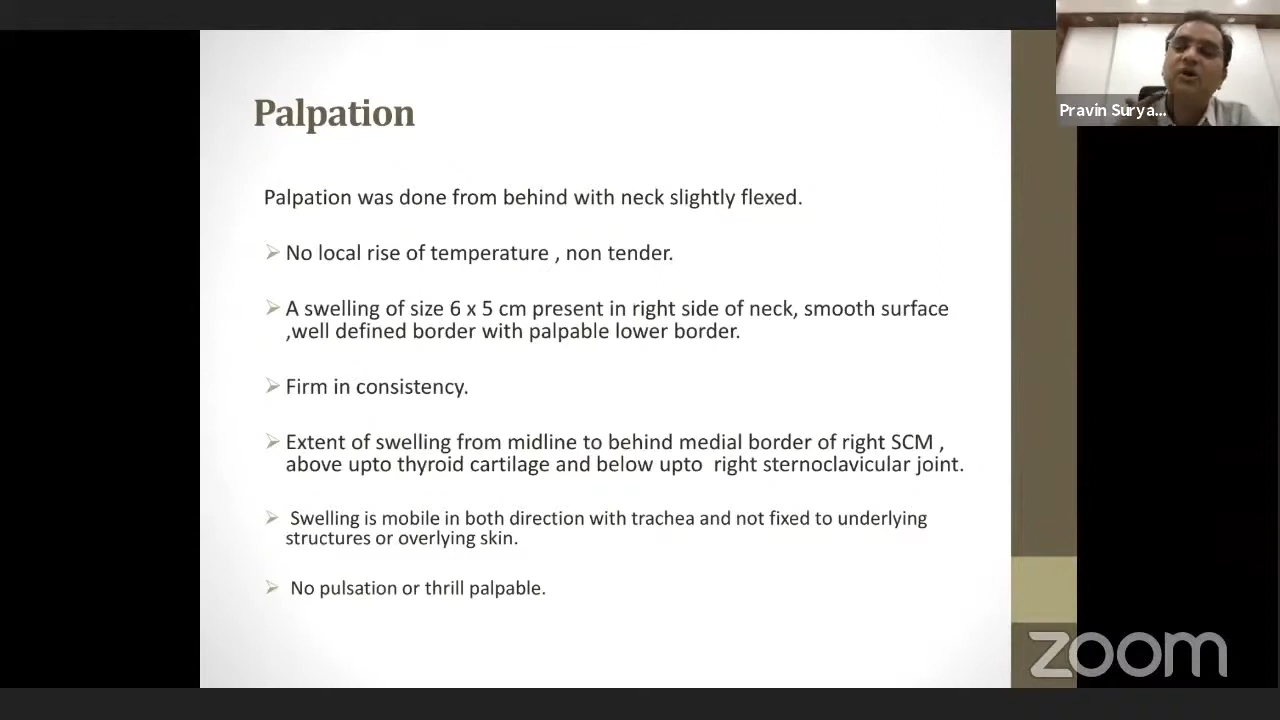 Palpation
Pravin Surya...
Palpation was done from behind with neck slightly flexed.
No local rise of temperature , non tender.
A swelling of size 6 x 5 cm present in right side of neck, smooth surface
,well defined border with palpable lower border.
Firm in consistency.
Extent of swelling from midline to behind medial border of right SCM ,
above upto thyroid cartilage and below upto right sternoclavicular joint.
Swelling is mobile in both direction with trachea and not fixed to underlying
structures or overlying skin.
No pulsation or thrill palpable.
zoom